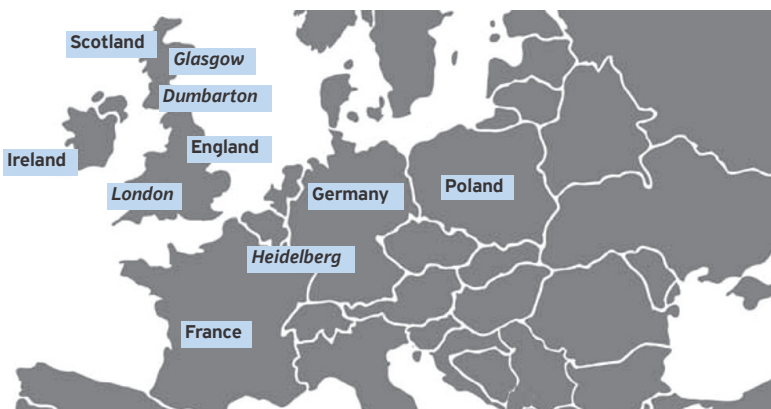 Scotland
Glasgow
Dumbarton
England
Ireland
London
Germany
Poland
Heidelberg
France